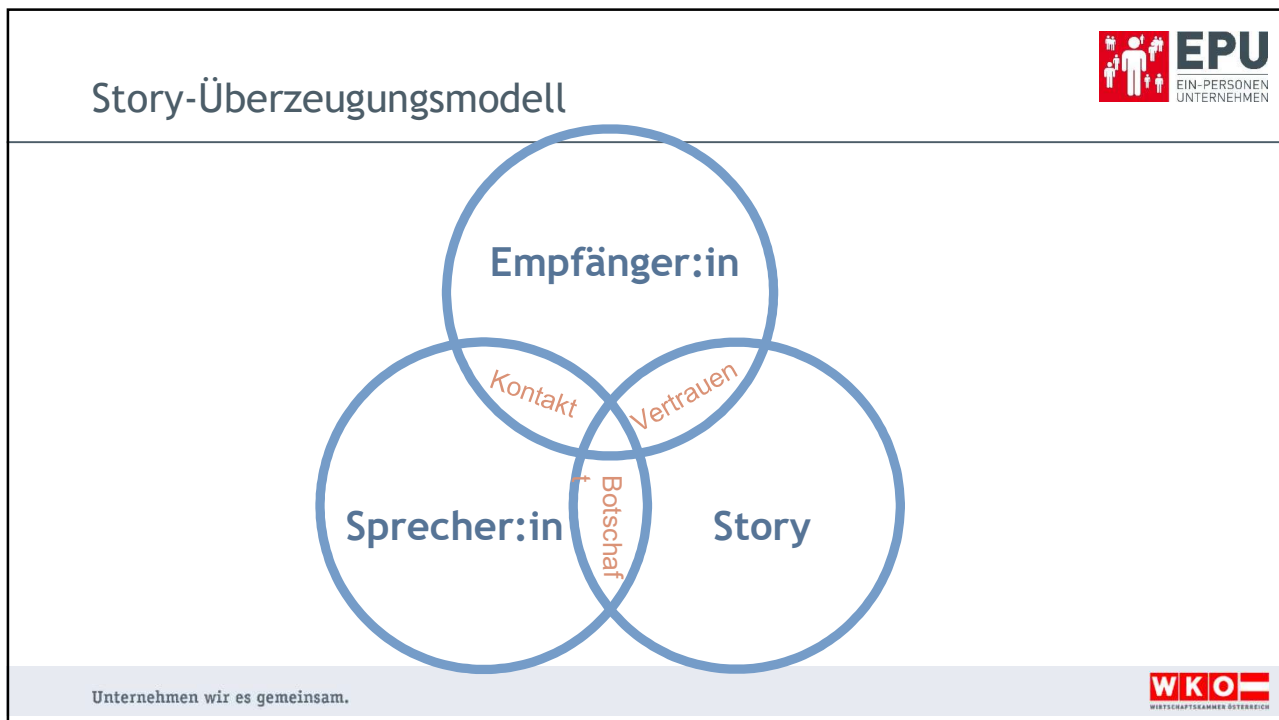 Story-Überzeugungsmodell
EPU
EIN-PERSONEN
UNTERNEHMEN
Empfänger:in
Kontakt
Vertrauen
Botschaf
t
Sprecher:in
Story
Unternehmen wir es gemeinsam.
WKO
WIRTSCHAFTSKAMMER ÖSTERREICH